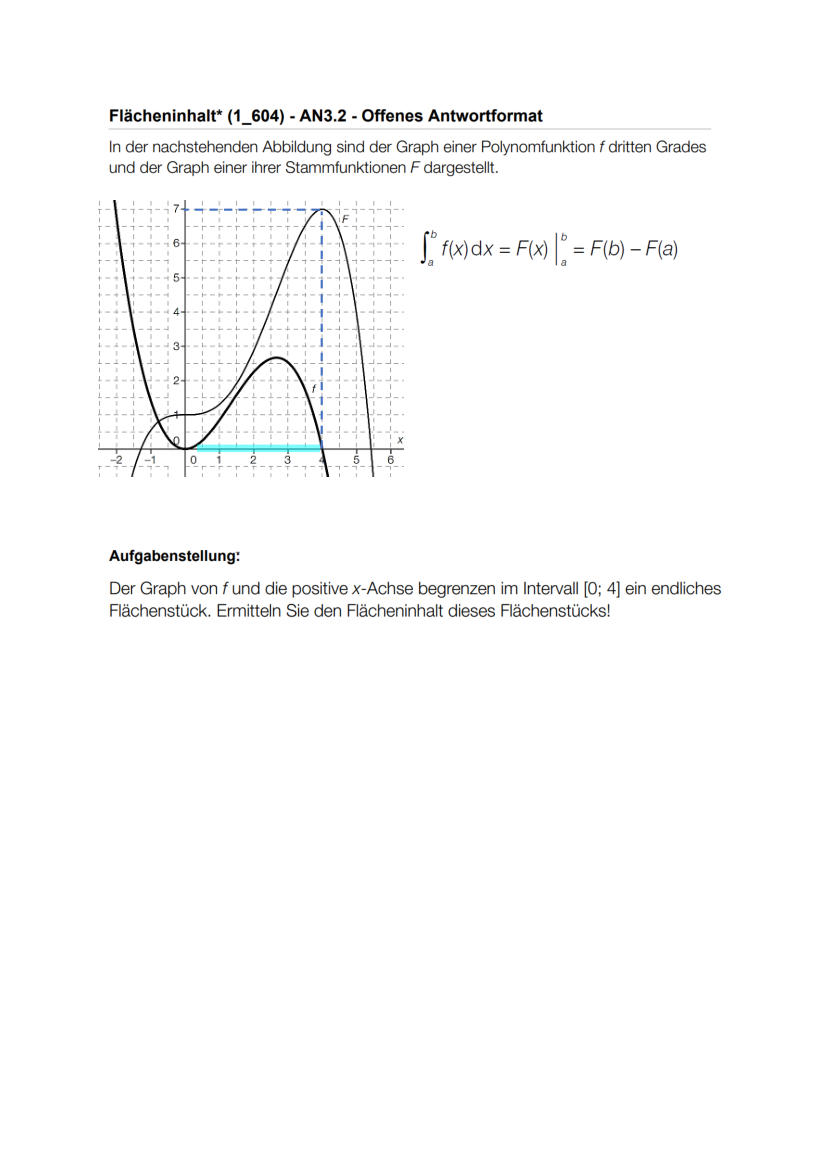 Flächeninhalt* (1_604) - AN3.2 - Offenes Antwortformat
In der nachstehenden Abbildung sind der Graph einer Polynomfunktion f dritten Grades
und der Graph einer ihrer Stammfunktionen F dargestellt.
7
F
6
5
4
3
2
f
1
0
x
–2 –1 0 1 2 3 4 5 6
∫ₐᵇ f(x) dx = F(x) |ₐᵇ = F(b) – F(a)
Aufgabenstellung:
Der Graph von f und die positive x-Achse begrenzen im Intervall [0; 4] ein endliches
Flächenstück. Ermitteln Sie den Flächeninhalt dieses Flächenstücks!